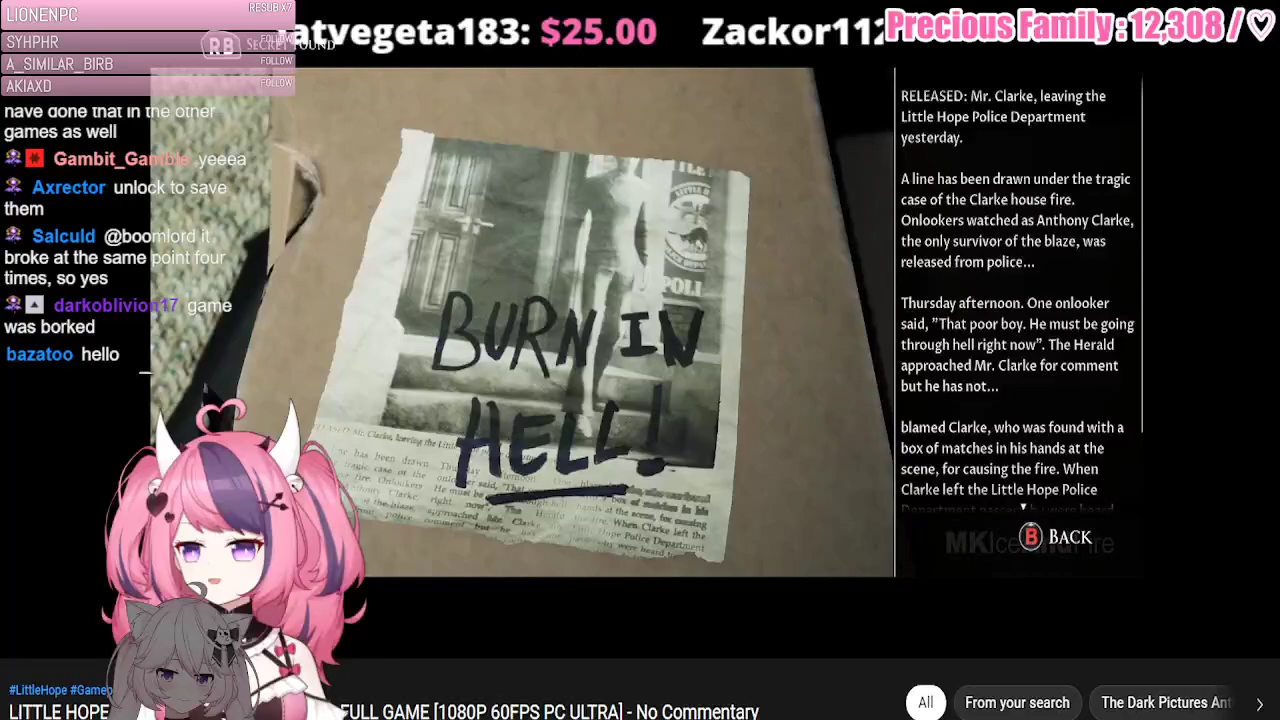 LIONENPC
RESUB X7
SYHPHR
FOLLOW
A_SIMILAR_BIRB
FOLLOW
AKIAXD
FOLLOW
RB
atvegeta183: $25.00 Zackor112
Precious Family : 12,308 / ♡
have done that in the other
games as well
Gambit_Gamble yeeea
Axrector unlock to save
them
Salculd @boomlord it
broke at the same point four
times, so yes
darkoblivion17 game
was borked
bazatoo hello
BURN IN
HELL!
RELEASED: Mr. Clarke, leaving the
Little Hope Police Department
yesterday.
A line has been drawn under the tragic
case of the Clarke house fire.
Onlookers watched as Anthony Clarke,
the only survivor of the blaze, was
released from police...
Thursday afternoon. One onlooker
said, "That poor boy. He must be going
through hell right now". The Herald
approached Mr. Clarke for comment
but he has not...
blamed Clarke, who was found with a
box of matches in his hands at the
scene, for causing the fire. When
Clarke left the Little Hope Police
B BACK
#LittleHope
LITTLE HOPE FULL GAME [1080P 60FPS PC ULTRA] - No Commentary
All
From your search
The Dark Pictures Ant